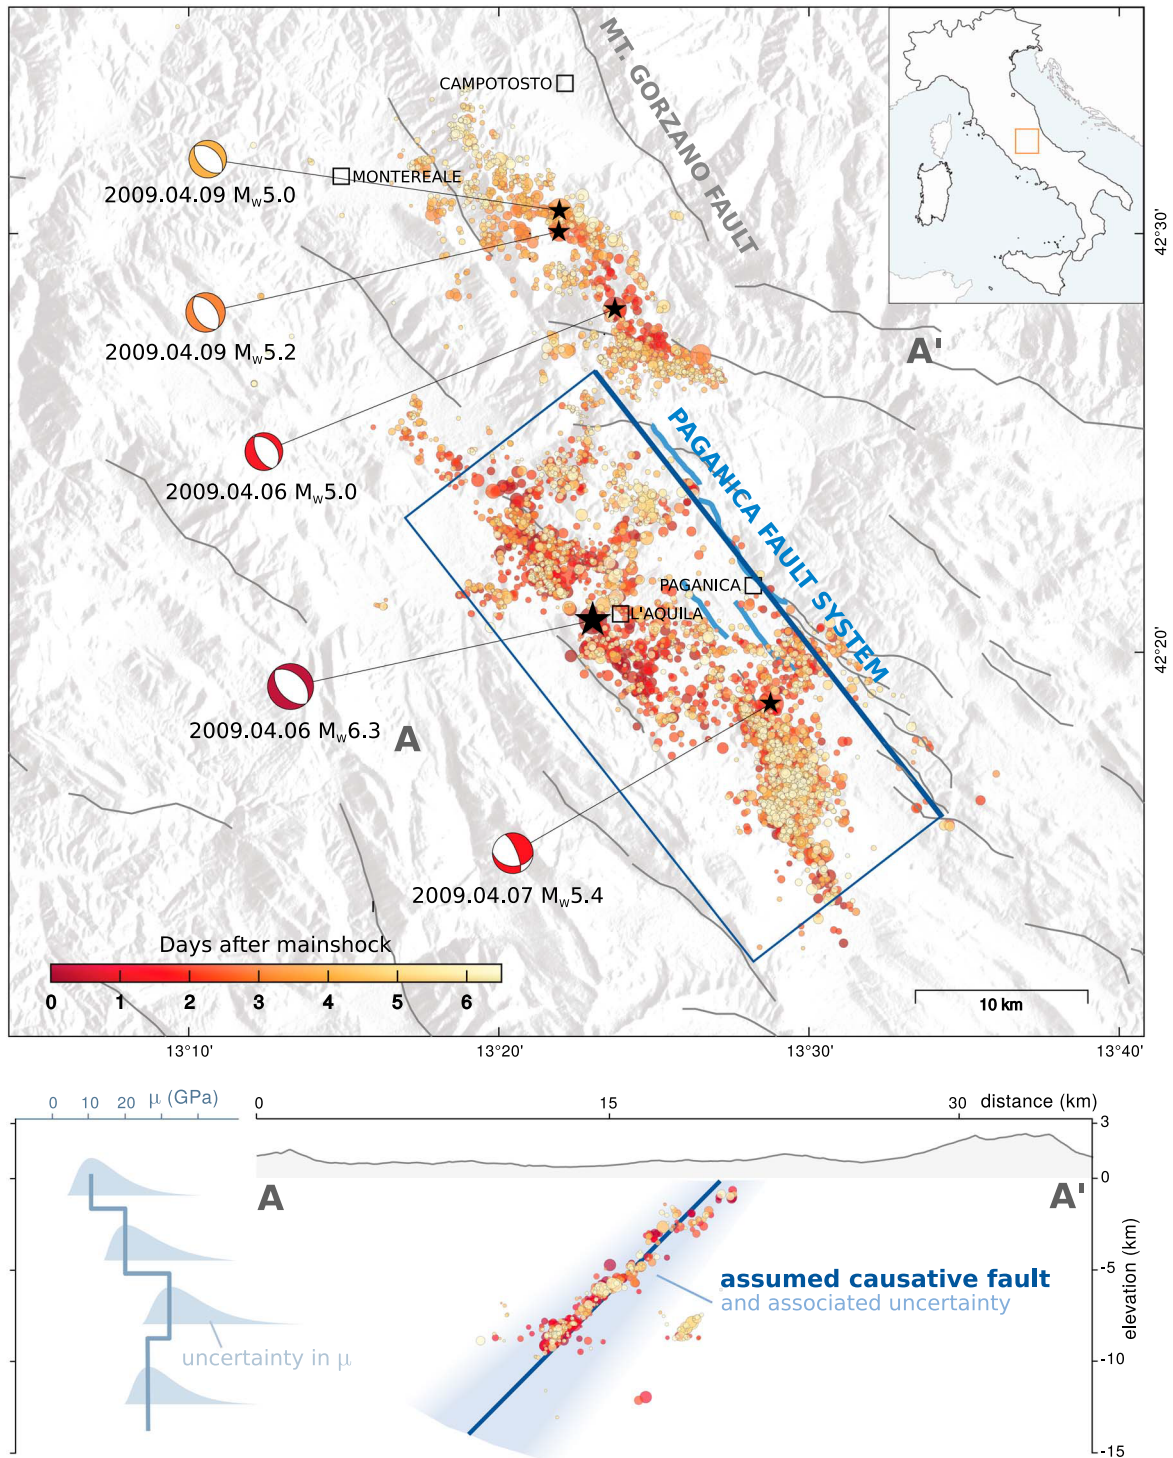 MT. GORZANO FAULT
CAMPOTOSTO
MONTEREALE
2009.04.09 Mw5.0
42°30'
2009.04.09 Mw5.2
A'
2009.04.06 Mw5.0
PAGANICA FAULT SYSTEM
PAGANICA
L'AQUILA
42°20'
2009.04.06 Mw6.3
A
2009.04.07 Mw5.4
Days after mainshock
0 1 2 3 4 5 6
10 km
13°10' 13°20' 13°30' 13°40'
μ (GPa)
0 10 20
0 15 30 distance (km)
3
0
-5
-10
-15
elevation (km)
A
A'
assumed causative fault
and associated uncertainty
uncertainty in μ